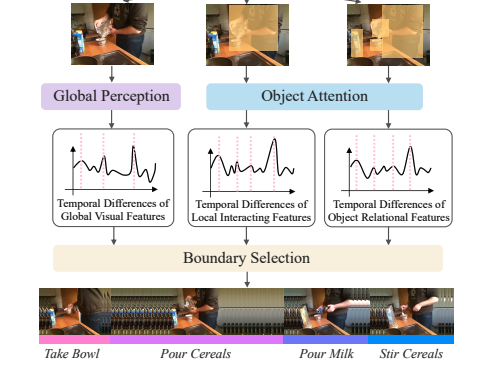 Global Perception
Object Attention
Temporal Differences of
Global Visual Features
Temporal Differences of
Local Interacting Features
Temporal Differences of
Object Relational Features
Boundary Selection
Take Bowl
Pour Cereals
Pour Milk
Stir Cereals